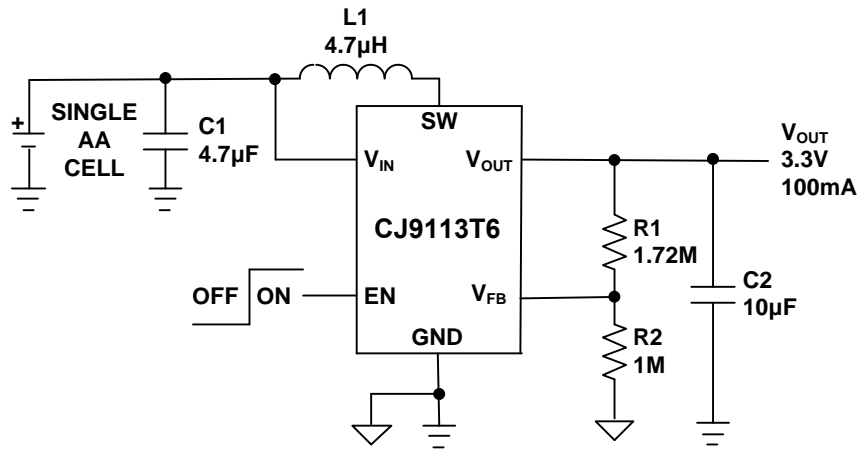 L1
4.7µH
+
SINGLE
AA
CELL
C1
4.7µF
SW
VIN
VOUT
CJ9113T6
OFF
ON
EN
VFB
GND
VOUT
3.3V
100mA
R1
1.72M
C2
10µF
R2
1M